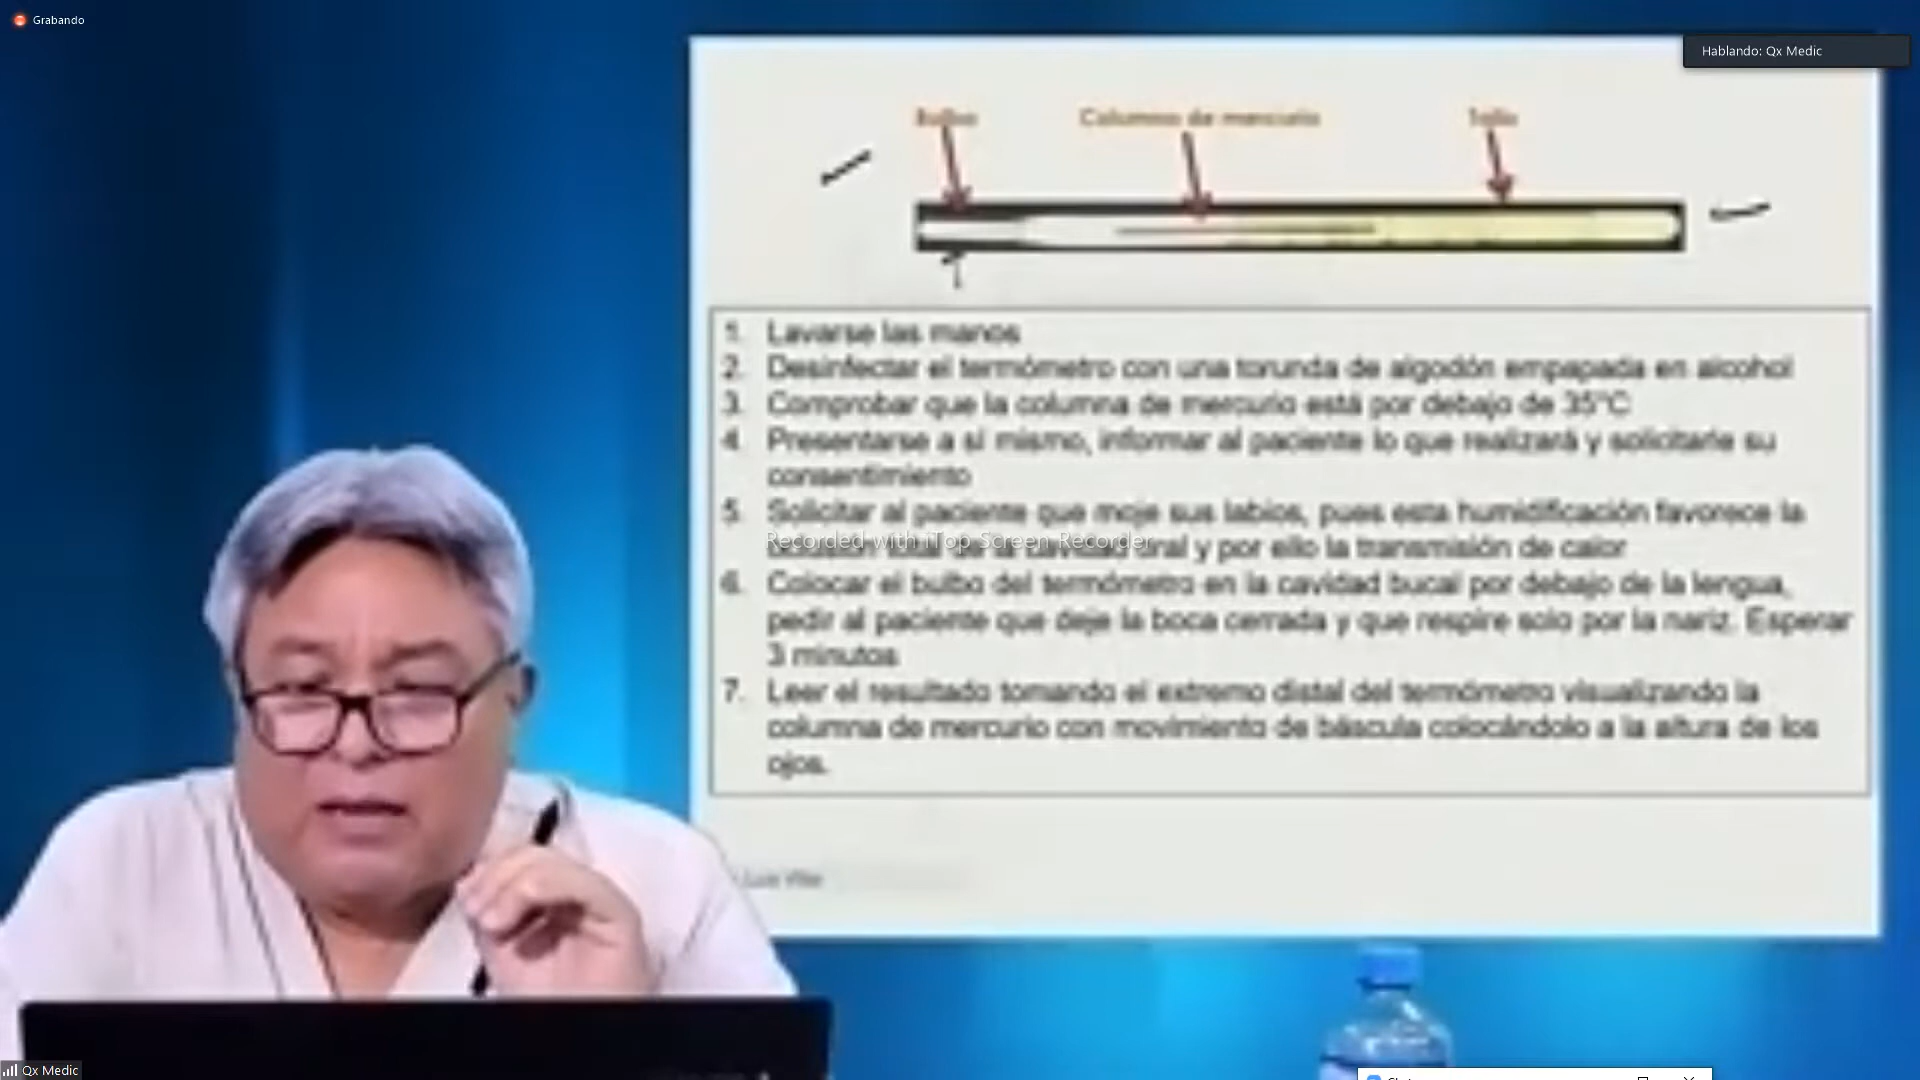 Grabando
Hablando: Qx Medic
Bulbo
Columna de mercurio
Tallo
1. Lavarse las manos
2. Desinfectar el termómetro con una torunda de algodón empapada en alcohol
3. Comprobar que la columna de mercurio está por debajo de 35°C
4. Presentarse a sí mismo, informar al paciente lo que realizará y solicitarle su
consentimiento
5. Solicitar al paciente que moje sus labios, pues esta humidificación favorece la
de la cavidad oral y por ello la transmisión de calor
Recorded with iTop Screen Recorder
6. Colocar el bulbo del termómetro en la cavidad bucal por debajo de la lengua,
pedir al paciente que deje la boca cerrada y que respire solo por la nariz. Esperar
3 minutos
7. Leer el resultado tomando el extremo distal del termómetro visualizando la
columna de mercurio con movimiento de báscula colocándolo a la altura de los
ojos.
Qx Medic